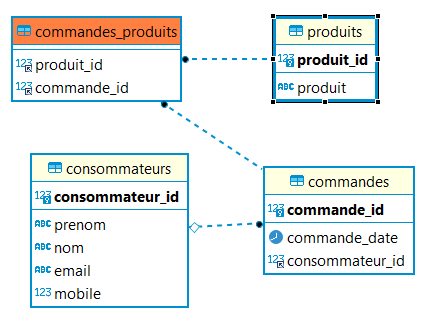 commandes_produits
123 produit_id
123 commande_id
produits
123 produit_id
ABC produit
consommateurs
123 consommateur_id
ABC prenom
ABC nom
ABC email
123 mobile
commandes
123 commande_id
commande_date
123 consommateur_id